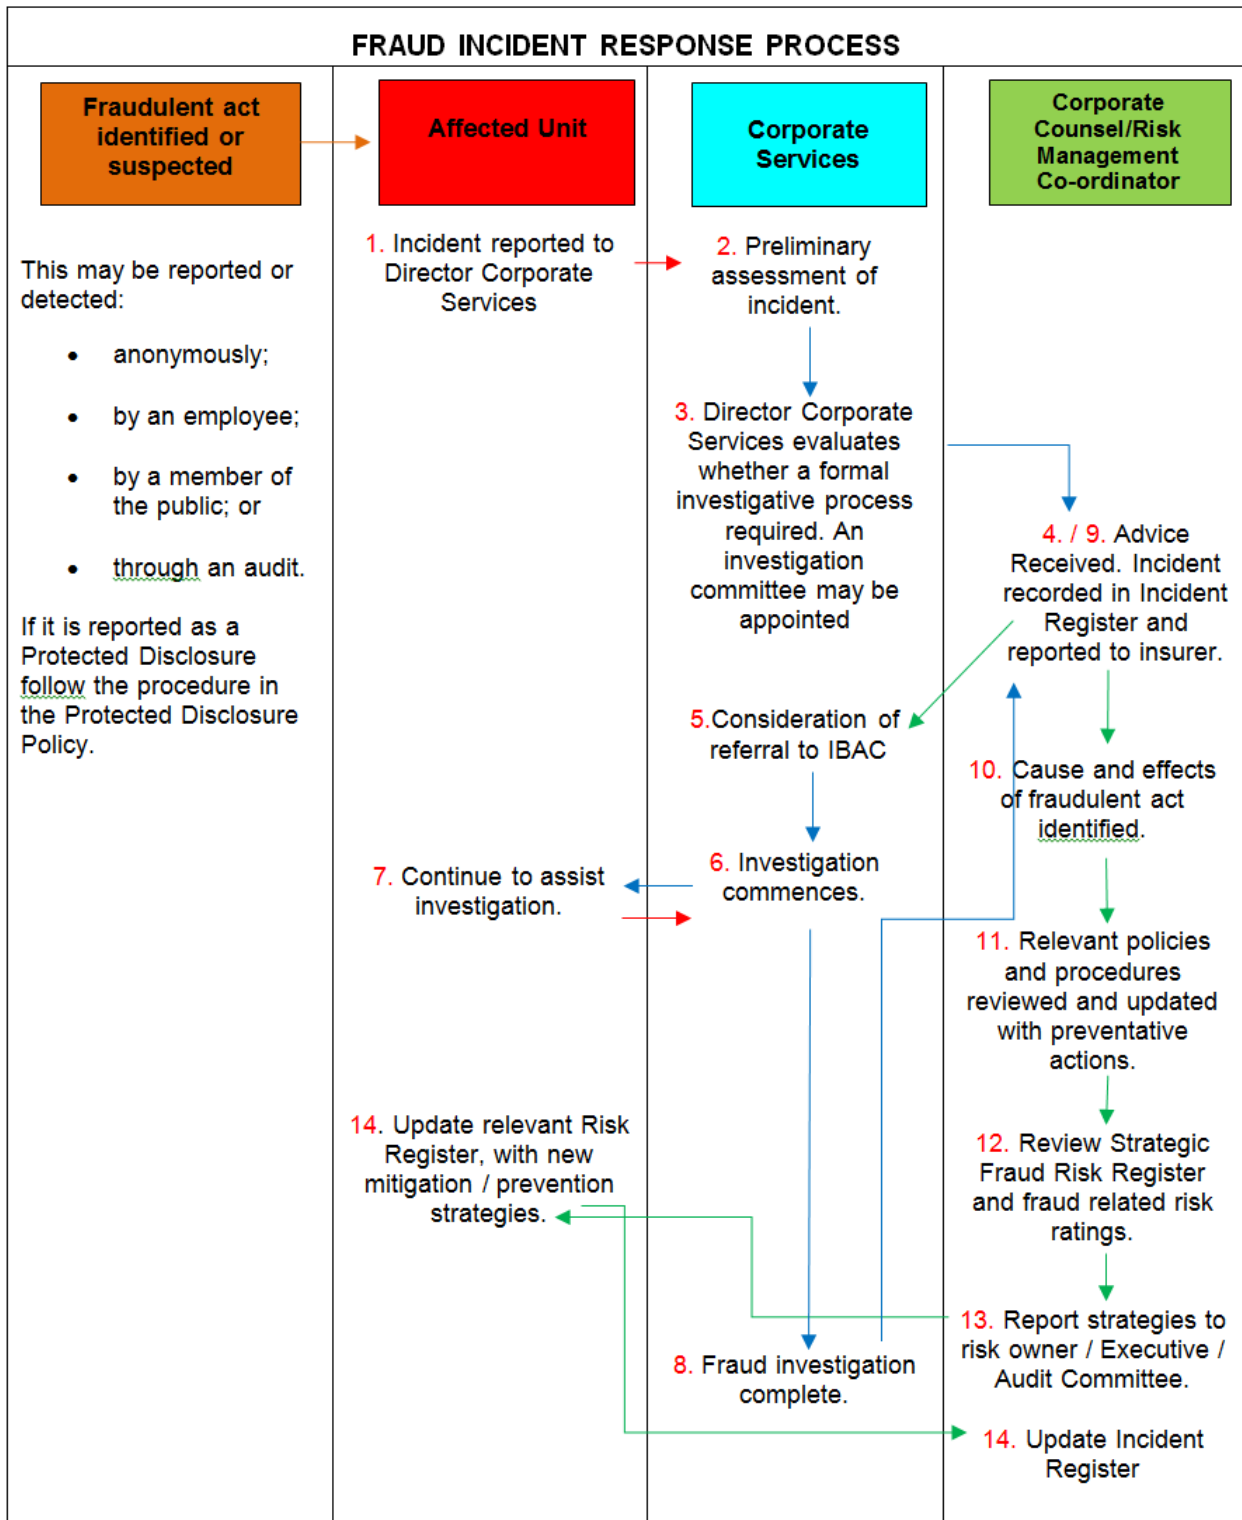 FRAUD INCIDENT RESPONSE PROCESS
Fraudulent act
identified or
suspected
This may be reported or
detected:
• anonymously;
• by an employee;
• by a member of
the public; or
• through an audit.
If it is reported as a
Protected Disclosure
follow the procedure in
the Protected Disclosure
Policy.
Affected Unit
1. Incident reported to
Director Corporate
Services
7. Continue to assist
investigation.
14. Update relevant Risk
Register, with new
mitigation / prevention
strategies.
Corporate
Services
2. Preliminary
assessment of
incident.
3. Director Corporate
Services evaluates
whether a formal
investigative process
required. An
investigation
committee may be
appointed
5.Consideration of
referral to IBAC
6. Investigation
commences.
8. Fraud investigation
complete.
Corporate
Counsel/Risk
Management
Co-ordinator
4. / 9. Advice
Received. Incident
recorded in Incident
Register and
reported to insurer.
10. Cause and effects
of fraudulent act
identified.
11. Relevant policies
and procedures
reviewed and updated
with preventative
actions.
12. Review Strategic
Fraud Risk Register
and fraud related risk
ratings.
13. Report strategies to
risk owner / Executive /
Audit Committee.
14. Update Incident
Register